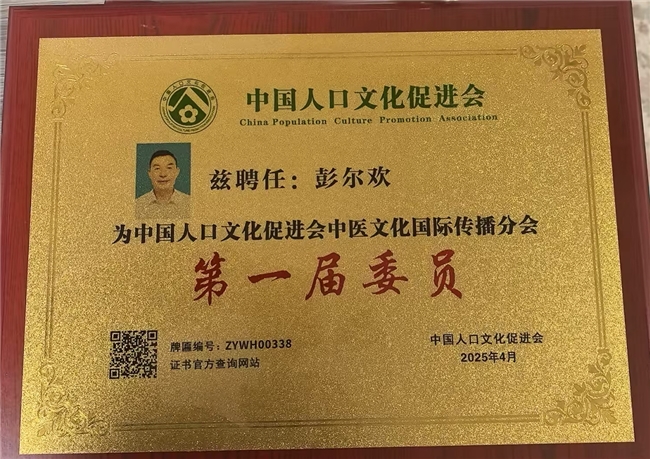 中国人口文化促进会
China Population Culture Promotion Association
兹聘任：彭尔欢
为中国人口文化促进会中医文化国际传播分会
第一届委员
牌匾编号：ZYWH00338
证书官方查询网站
中国人口文化促进会
2025年4月